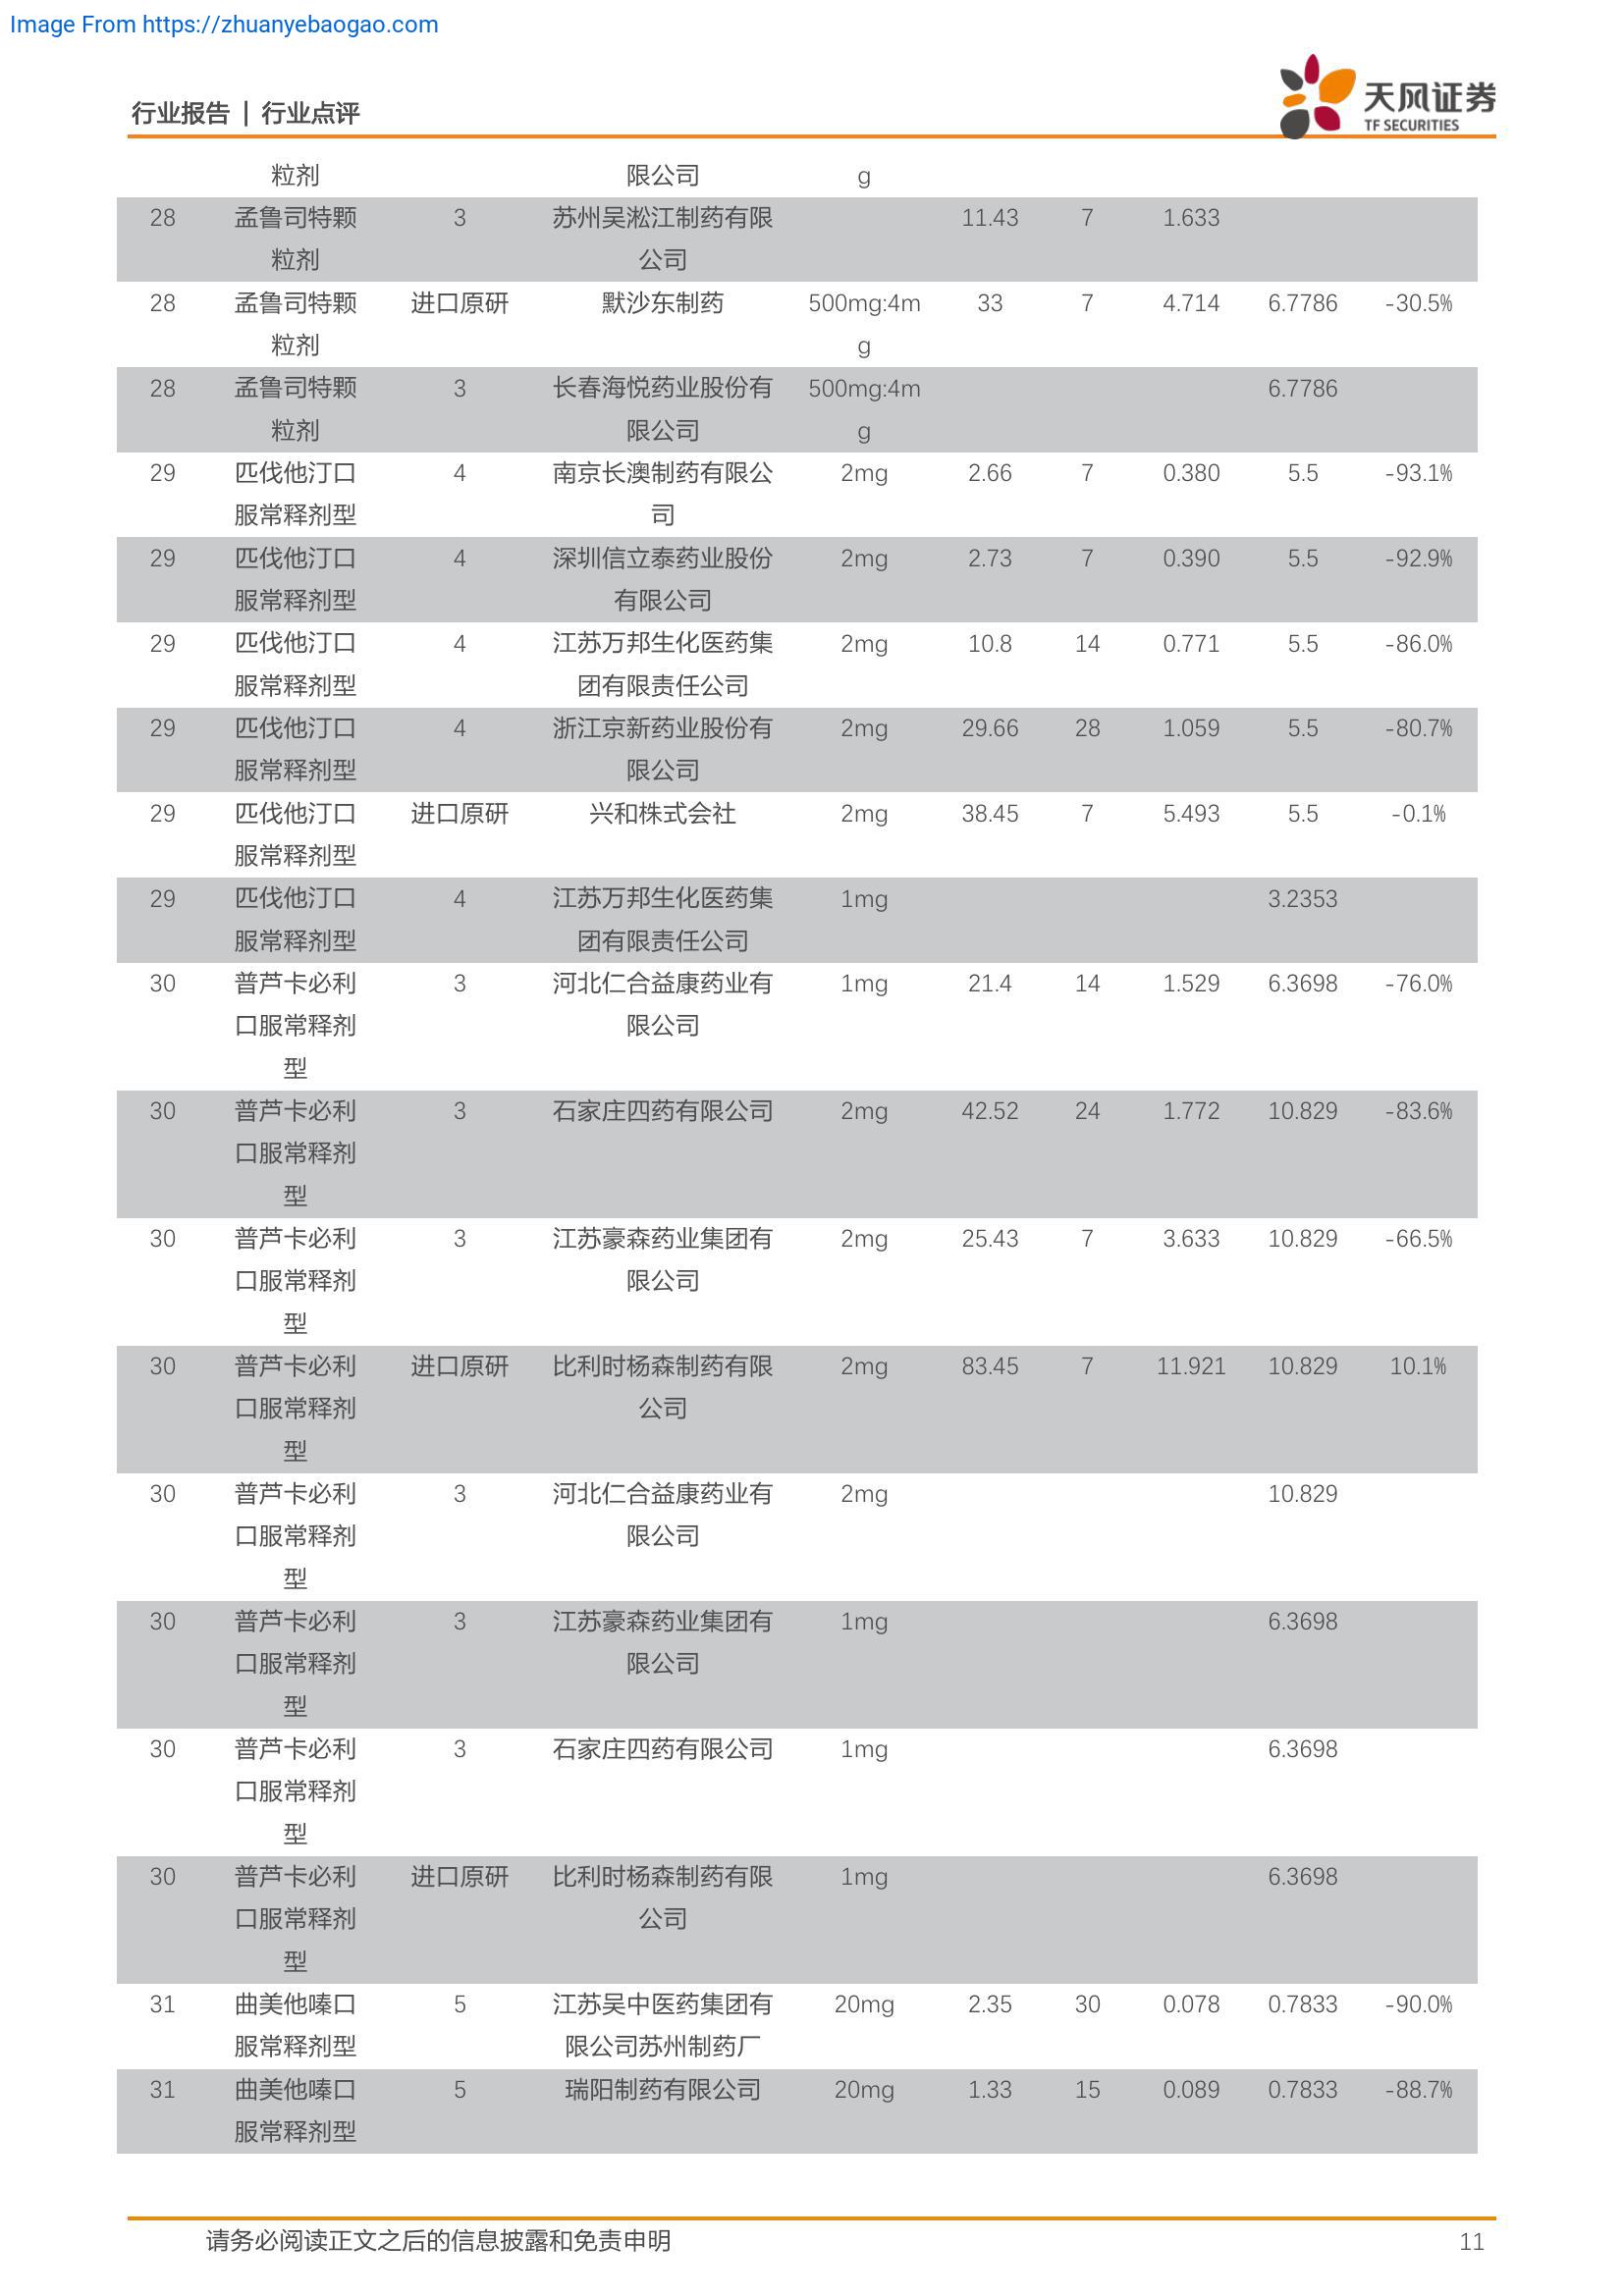 Image From https://zhuanyebaogao.com
行业报告 | 行业点评
天风证券
TF SECURITIES
粒剂 限公司 g
28 孟鲁司特颗 3 苏州吴淞江制药有限 11.43 7 1.633
粒剂 公司
28 孟鲁司特颗 进口原研 默沙东制药 500mg:4m 33 7 4.714 6.7786 -30.5%
粒剂 g
28 孟鲁司特颗 3 长春海悦药业股份有 500mg:4m 6.7786
粒剂 限公司 g
29 匹伐他汀口 4 南京长澳制药有限公 2mg 2.66 7 0.380 5.5 -93.1%
服常释剂型 司
29 匹伐他汀口 4 深圳信立泰药业股份 2mg 2.73 7 0.390 5.5 -92.9%
服常释剂型 有限公司
29 匹伐他汀口 4 江苏万邦生化医药集 2mg 10.8 14 0.771 5.5 -86.0%
服常释剂型 团有限责任公司
29 匹伐他汀口 4 浙江京新药业股份有 2mg 29.66 28 1.059 5.5 -80.7%
服常释剂型 限公司
29 匹伐他汀口 进口原研 兴和株式会社 2mg 38.45 7 5.493 5.5 -0.1%
服常释剂型
29 匹伐他汀口 4 江苏万邦生化医药集 1mg 3.2353
服常释剂型 团有限责任公司
30 普芦卡必利 3 河北仁合益康药业有 1mg 21.4 14 1.529 6.3698 -76.0%
口服常释剂 限公司
型
30 普芦卡必利 3 石家庄四药有限公司 2mg 42.52 24 1.772 10.829 -83.6%
口服常释剂
型
30 普芦卡必利 3 江苏豪森药业集团有 2mg 25.43 7 3.633 10.829 -66.5%
口服常释剂 限公司
型
30 普芦卡必利 进口原研 比利时杨森制药有限 2mg 83.45 7 11.921 10.829 10.1%
口服常释剂 公司
型
30 普芦卡必利 3 河北仁合益康药业有 2mg 10.829
口服常释剂 限公司
型
30 普芦卡必利 3 江苏豪森药业集团有 1mg 6.3698
口服常释剂 限公司
型
30 普芦卡必利 3 石家庄四药有限公司 1mg 6.3698
口服常释剂
型
30 普芦卡必利 进口原研 比利时杨森制药有限 1mg 6.3698
口服常释剂 公司
型
31 曲美他嗪口 5 江苏吴中医药集团有 20mg 2.35 30 0.078 0.7833 -90.0%
服常释剂型 限公司苏州制药厂
31 曲美他嗪口 5 瑞阳制药有限公司 20mg 1.33 15 0.089 0.7833 -88.7%
服常释剂型
请务必阅读正文之后的信息披露和免责申明 11